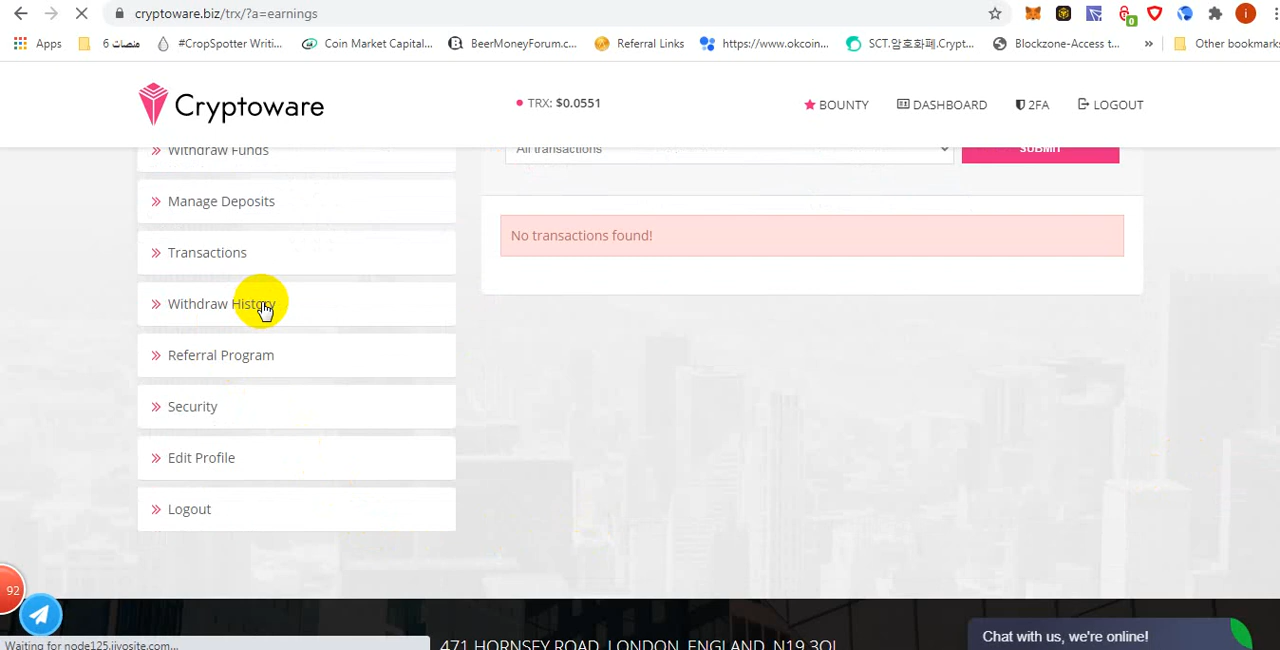 cryptoware.biz/trx/?a=earnings
0
i
Apps
منصات 6
#CropSpotter Writi...
Coin Market Capital...
BeerMoneyForum.c...
Referral Links
https://www.okcoin...
SCT.암호화폐.Crypt...
Blockzone-Access t...
»
Other bookmarks
Cryptoware
TRX: $0.0551
BOUNTY
DASHBOARD
2FA
LOGOUT
Withdraw Funds
All transactions
SUBMIT
Manage Deposits
No transactions found!
Transactions
Withdraw History
Referral Program
Security
Edit Profile
Logout
92
471 HORNSEY ROAD, LONDON, ENGLAND, N19 3QL
Chat with us, we're online!
Waiting for node125.jivosite.com...